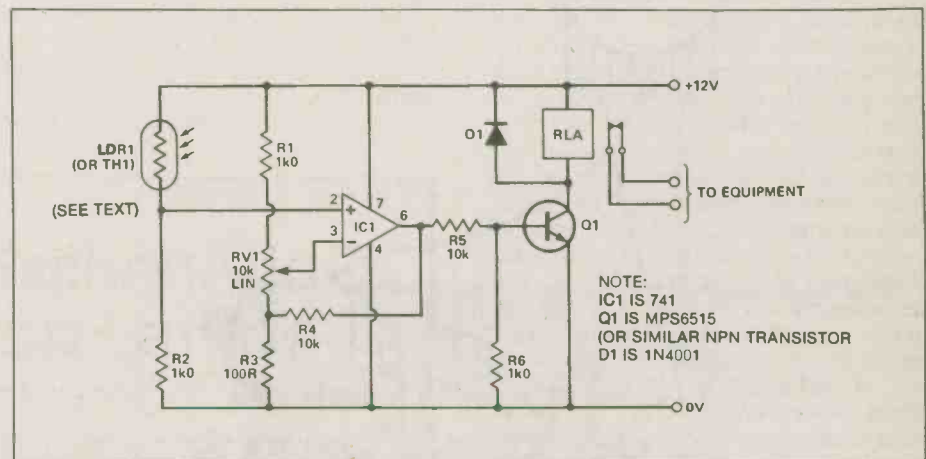 +12V
LDR1
(OR TH1)
(SEE TEXT)
R1
1k0
O1
RLA
TO EQUIPMENT
2
+
7
IC1
6
3
−
4
R5
10k
Q1
RV1
10k
LIN
R4
10k
R2
1k0
R3
100R
R6
1k0
NOTE:
IC1 IS 741
Q1 IS MPS6515
(OR SIMILAR NPN TRANSISTOR
D1 IS 1N4001
0V